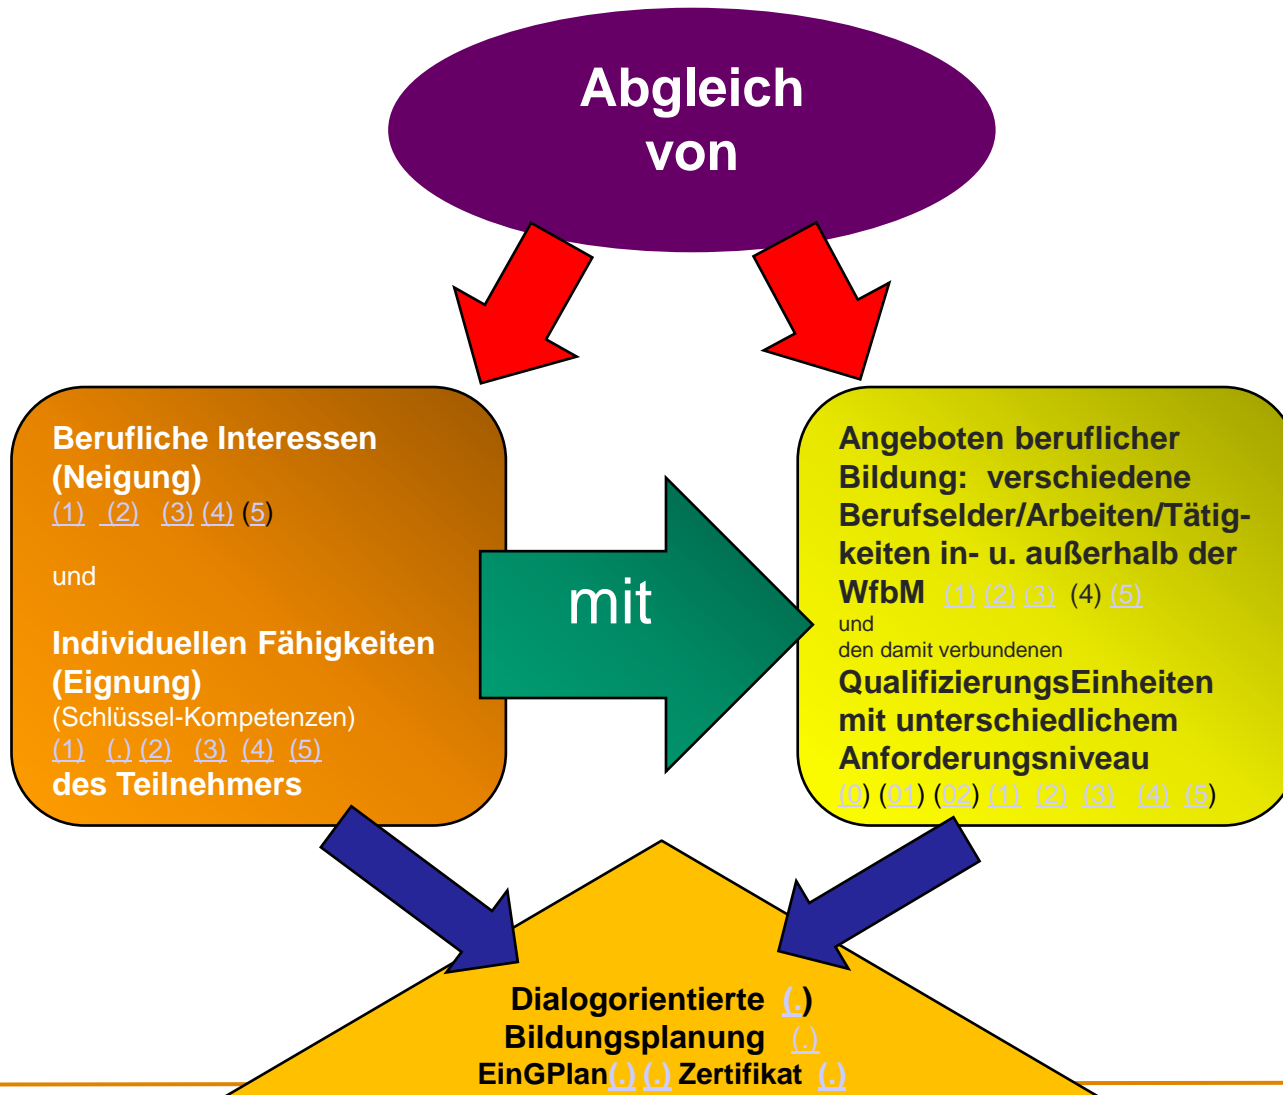 Abgleich
von
Berufliche Interessen
(Neigung)
(1) (2) (3) (4) (5)
und
Individuellen Fähigkeiten
(Eignung)
(Schlüssel-Kompetenzen)
(1) (.) (2) (3) (4) (5)
des Teilnehmers
mit
Angeboten beruflicher
Bildung: verschiedene
Berufselder/Arbeiten/Tätig-
keiten in- u. außerhalb der
WfbM (1) (2) (3) (4) (5)
und
den damit verbundenen
QualifizierungsEinheiten
mit unterschiedlichem
Anforderungsniveau
(0) (01) (02) (1) (2) (3) (4) (5)
Dialogorientierte (.)
Bildungsplanung (.)
EinGPlan(.) (.) Zertifikat (.)